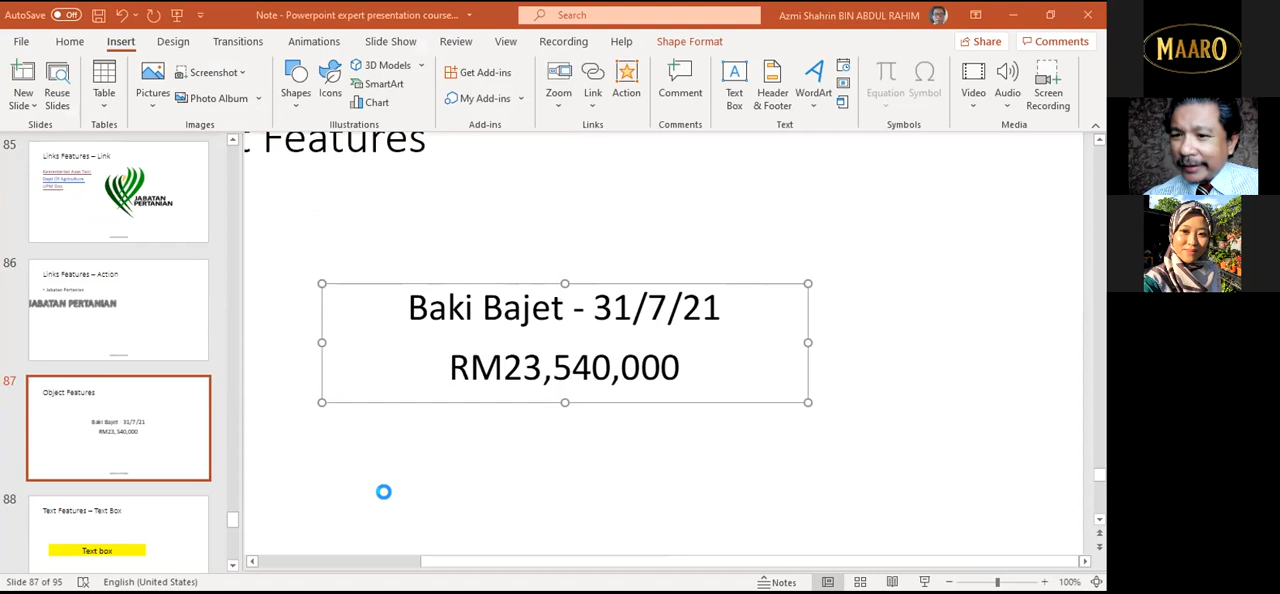 AutoSave Off Note - Powerpoint expert presentation course... Search Azmi Shahrin BIN ABDUL RAHIM
File Home Insert Design Transitions Animations Slide Show Review View Recording Help Shape Format Share Comments
New Slide Reuse Slides Table Pictures Screenshot Photo Album Shapes Icons 3D Models SmartArt Chart Get Add-ins My Add-ins Zoom Link Action Comment Text Box Header & Footer WordArt Equation Symbol Video Audio Screen Recording
Slides Tables Images Illustrations Add-ins Links Comments Text Symbols Media
MAARO
85
Links Features – Link
Dept Of Agriculture
JABATAN
PERTANIAN
86
Links Features – Action
• Jabatan Pertanian
JABATAN PERTANIAN
87
Object Features
Baki Bajet - 31/7/21
RM23, 540,000
88
Text Features – Text Box
Text box
t Features
Baki Bajet - 31/7/21
RM23,540,000
Slide 87 of 95 English (United States) Notes 100%